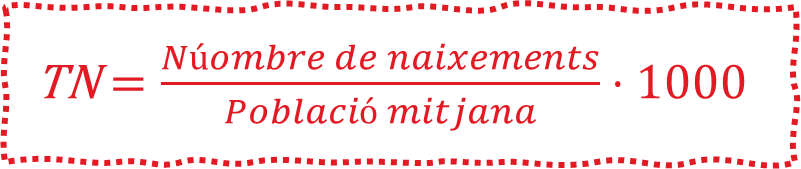 TN = Núombre de naixements / Població mitjana · 1000